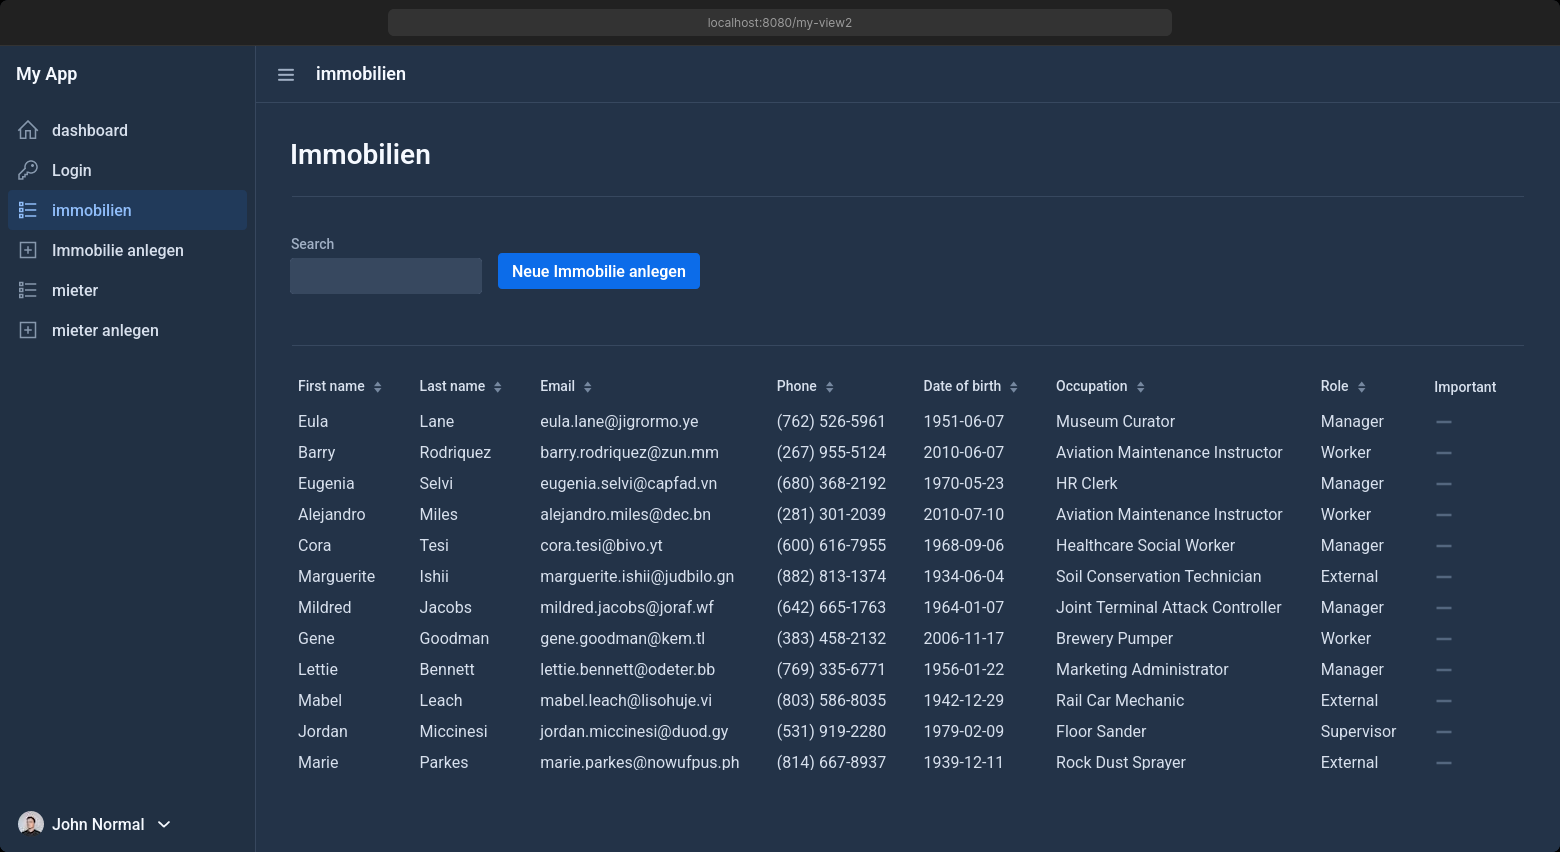 localhost:8080/my-view2
My App
immobilien
dashboard
Login
immobilien
Immobilie anlegen
mieter
mieter anlegen
John Normal
Immobilien
Search
Neue Immobilie anlegen
First name Last name Email Phone Date of birth Occupation Role Important
Eula Lane eula.lane@jigrormo.ye (762) 526-5961 1951-06-07 Museum Curator Manager
Barry Rodriquez barry.rodriquez@zun.mm (267) 955-5124 2010-06-07 Aviation Maintenance Instructor Worker
Eugenia Selvi eugenia.selvi@capfad.vn (680) 368-2192 1970-05-23 HR Clerk Manager
Alejandro Miles alejandro.miles@dec.bn (281) 301-2039 2010-07-10 Aviation Maintenance Instructor Worker
Cora Tesi cora.tesi@bivo.yt (600) 616-7955 1968-09-06 Healthcare Social Worker Manager
Marguerite Ishii marguerite.ishii@judbilo.gn (882) 813-1374 1934-06-04 Soil Conservation Technician External
Mildred Jacobs mildred.jacobs@joraf.wf (642) 665-1763 1964-01-07 Joint Terminal Attack Controller Manager
Gene Goodman gene.goodman@kem.tl (383) 458-2132 2006-11-17 Brewery Pumper Worker
Lettie Bennett lettie.bennett@odeter.bb (769) 335-6771 1956-01-22 Marketing Administrator Manager
Mabel Leach mabel.leach@lisohuje.vi (803) 586-8035 1942-12-29 Rail Car Mechanic External
Jordan Miccinesi jordan.miccinesi@duod.gy (531) 919-2280 1979-02-09 Floor Sander Supervisor
Marie Parkes marie.parkes@nowufpus.ph (814) 667-8937 1939-12-11 Rock Dust Sprayer External